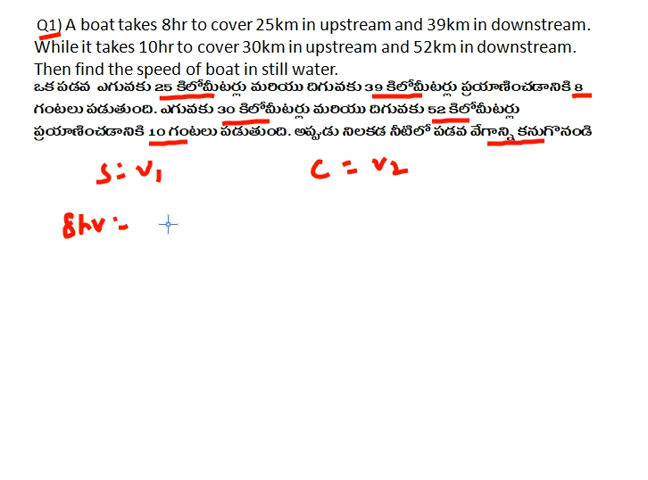 Q1) A boat takes 8hr to cover 25km in upstream and 39km in downstream.
While it takes 10hr to cover 30km in upstream and 52km in downstream.
Then find the speed of boat in still water.
ఒక పడవ ఎగువకు 25 కిలోమీటర్లు మరియు దిగువకు 39 కిలోమీటర్లు ప్రయాణించడానికి 8
గంటలు పడుతుంది. ఎగువకు 30 కిలోమీటర్లు మరియు దిగువకు 52 కిలోమీటర్లు
ప్రయాణించడానికి 10 గంటలు పడుతుంది. అప్పుడు నిలకడ నీటిలో పడవ వేగాన్ని కనుగొనండి
S = V1 C = V2
8hr =